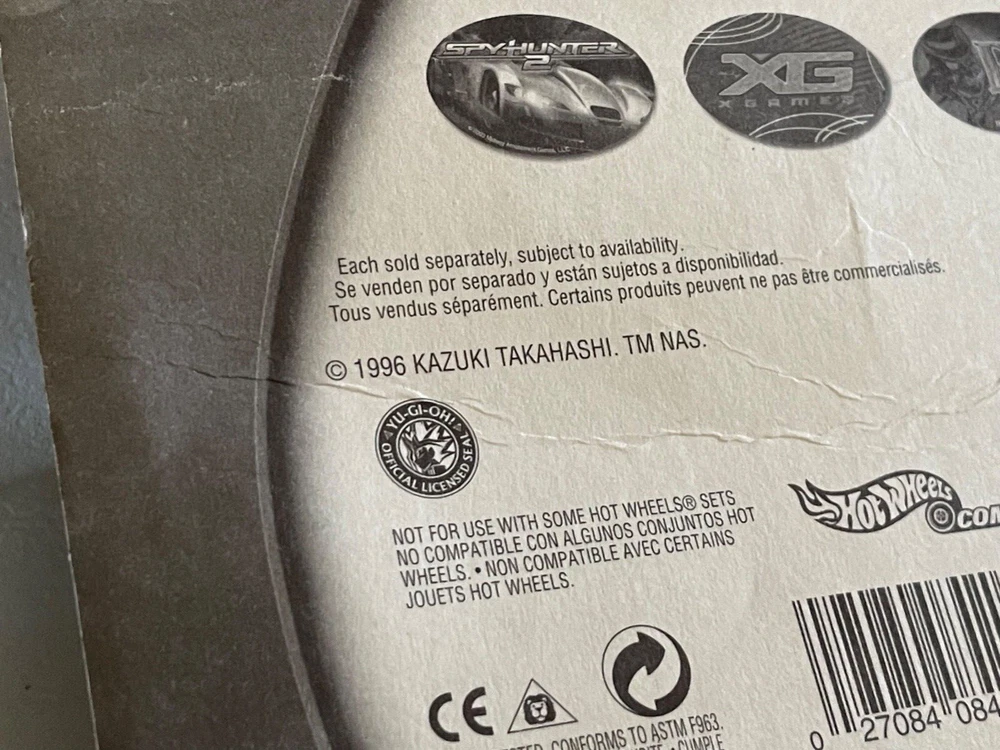 SPY HUNTER
2
XG
X GAMES
Each sold separately, subject to availability.
Se venden por separado y están sujetos a disponibilidad.
Tous vendus séparément. Certains produits peuvent ne pas être commercialisés.
© 1996 KAZUKI TAKAHASHI. TM NAS.
YU-GI-OH!
OFFICIAL LICENSED SEAL
NOT FOR USE WITH SOME HOT WHEELS® SETS
NO COMPATIBLE CON ALGUNOS CONJUNTOS HOT
WHEELS. • NON COMPATIBLE AVEC CERTAINS
JOUETS HOT WHEELS.
HOT WHEELS
CE
CONFORMS TO ASTM F963.
CUMPLE
0 27084 084